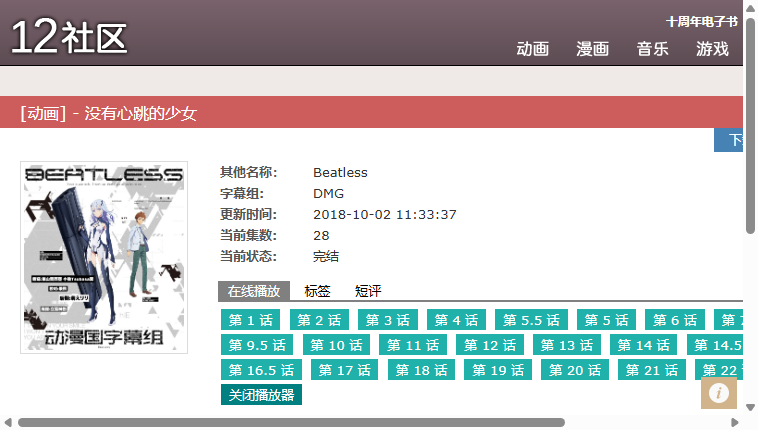 12社区
十周年电子书
动画 漫画 音乐 游戏
[动画] - 没有心跳的少女
BEATLESS
动漫国字幕组
其他名称: Beatless
字幕组: DMG
更新时间: 2018-10-02 11:33:37
当前集数: 28
当前状态: 完结
在线播放 标签 短评
第 1 话 第 2 话 第 3 话 第 4 话 第 5.5 话 第 5 话 第 6 话 第
第 9.5 话 第 10 话 第 11 话 第 12 话 第 13 话 第 14 话 第 14.5
第 16.5 话 第 17 话 第 18 话 第 19 话 第 20 话 第 21 话 第 22
关闭播放器